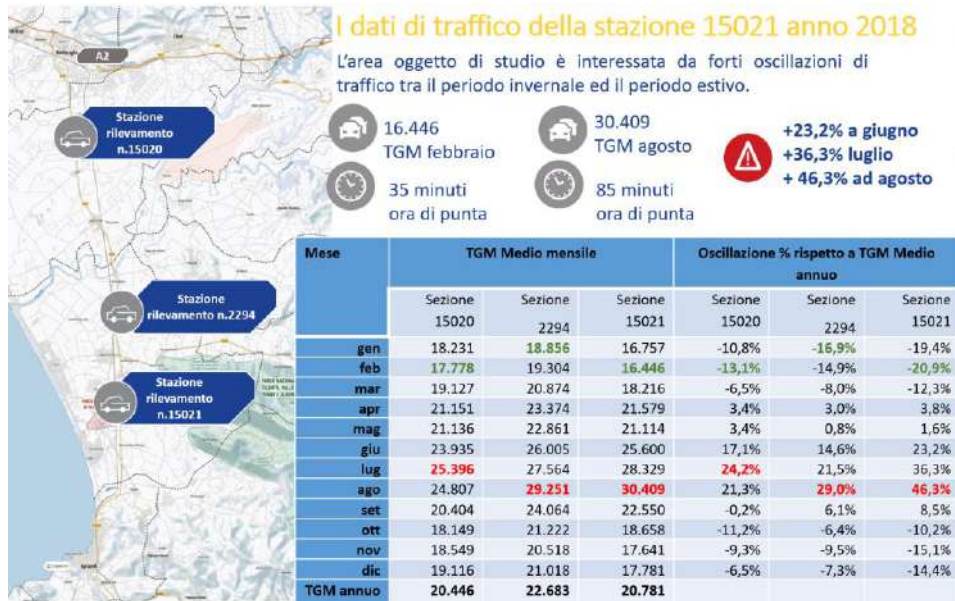 I dati di traffico della stazione 15021 anno 2018
L'area oggetto di studio è interessata da forti oscillazioni di
traffico tra il periodo invernale ed il periodo estivo.
A2
Stazione
rilevamento
n.15020
Stazione
rilevamento n.2294
Stazione
rilevamento
n.15021
16.446
TGM febbraio
35 minuti
ora di punta
30.409
TGM agosto
85 minuti
ora di punta
+23,2% a giugno
+36,3% luglio
+ 46,3% ad agosto
Mese TGM Medio mensile Oscillazione % rispetto a TGM Medio
annuo
Sezione Sezione Sezione Sezione Sezione Sezione
15020 2294 15021 15020 2294 15021
gen 18.231 18.856 16.757 -10,8% -16,9% -19,4%
feb 17.778 19.304 16.446 -13,1% -14,9% -20,9%
mar 19.127 20.874 18.216 -6,5% -8,0% -12,3%
apr 21.151 23.374 21.579 3,4% 3,0% 3,8%
mag 21.136 22.861 21.114 3,4% 0,8% 1,6%
giu 23.935 26.005 25.600 17,1% 14,6% 23,2%
lug 25.396 27.564 28.329 24,2% 21,5% 36,3%
ago 24.807 29.251 30.409 21,3% 29,0% 46,3%
set 20.404 24.064 22.550 -0,2% 6,1% 8,5%
ott 18.149 21.222 18.658 -11,2% -6,4% -10,2%
nov 18.549 20.518 17.641 -9,3% -9,5% -15,1%
dic 19.116 21.018 17.781 -6,5% -7,3% -14,4%
TGM annuo 20.446 22.683 20.781